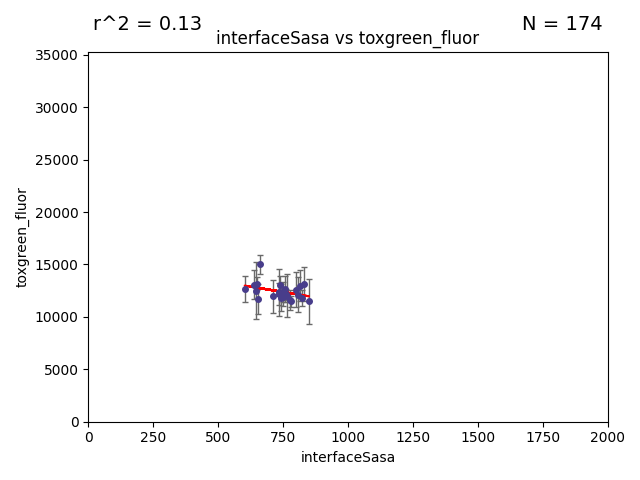 r^2 = 0.13
N = 174
interfaceSasa vs toxgreen_fluor
35000
30000
25000
20000
15000
10000
5000
0
toxgreen_fluor
0 250 500 750 1000 1250 1500 1750 2000
interfaceSasa